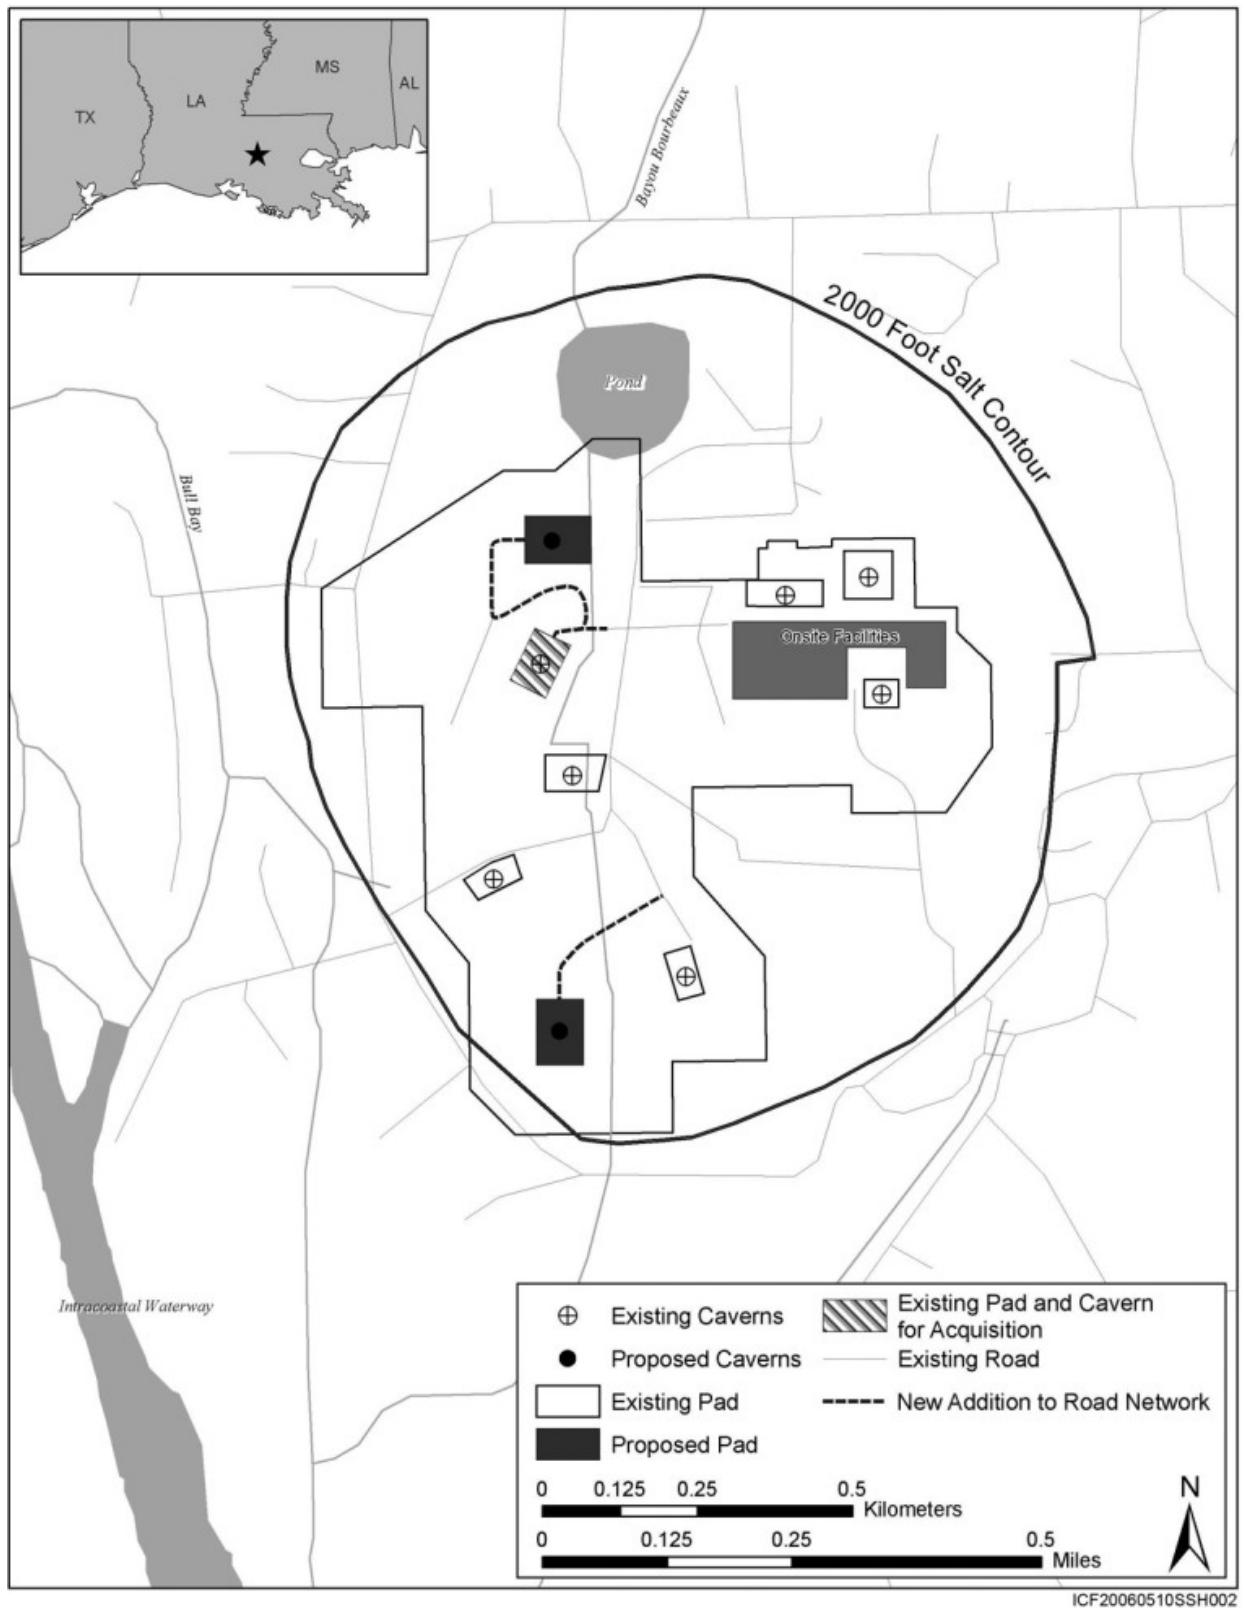 TX
LA
MS
AL
Bayou Bourbeaux
2000 Foot Salt Contour
Pond
Bull Bay
Onsite Facilities
Intracoastal Waterway
Existing Caverns
Proposed Caverns
Existing Pad
Proposed Pad
Existing Pad and Cavern
for Acquisition
Existing Road
New Addition to Road Network
0 0.125 0.25 0.5
Kilometers
0 0.125 0.25 0.5
Miles
N
ICF20060510SSH002